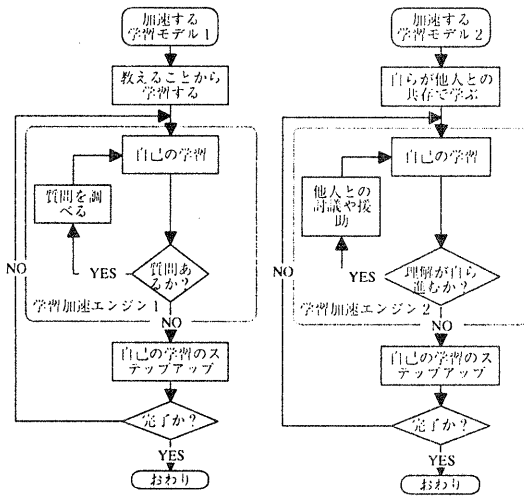 加速する
学習モデル1
教えることから
学習する
自己の学習
質問を調
べる
YES
質問あ
るか?
NO
学習加速エンジン1
NO
自己の学習のス
テップアップ
完了か?
YES
おわり
加速する
学習モデル2
自らが他人との
共存で学ぶ
自己の学習
他人との
討議や援
助
YES
理解が自ら
進むか?
NO
学習加速エンジン2
NO
自己の学習のス
テップアップ
完了か?
YES
おわり